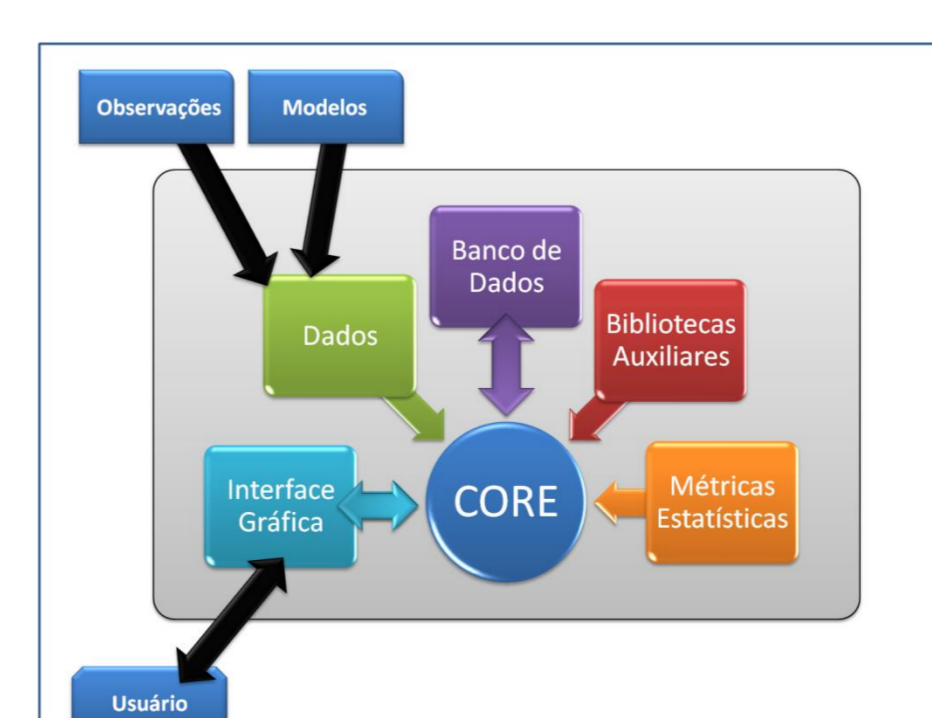 Observações
Modelos
Banco de
Dados
Dados
Bibliotecas
Auxiliares
Interface
Gráfica
CORE
Métricas
Estatísticas
Usuário